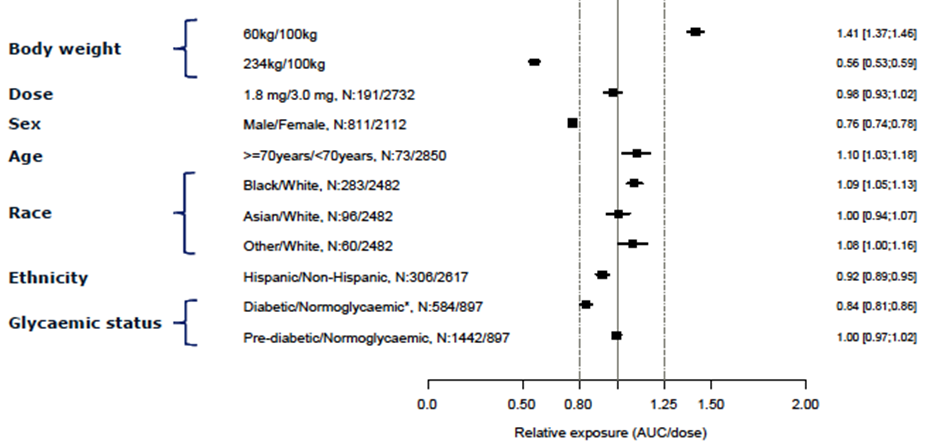 Body weight
60kg/100kg 1.41 [1.37;1.46]
234kg/100kg 0.56 [0.53;0.59]
Dose 1.8 mg/3.0 mg, N:191/2732 0.98 [0.93;1.02]
Sex Male/Female, N:811/2112 0.76 [0.74;0.78]
Age >=70years/<70years, N:73/2850 1.10 [1.03;1.18]
Race
Black/White, N:283/2482 1.09 [1.05;1.13]
Asian/White, N:96/2482 1.00 [0.94;1.07]
Other/White, N:60/2482 1.08 [1.00;1.16]
Ethnicity Hispanic/Non-Hispanic, N:306/2617 0.92 [0.89;0.95]
Glycaemic status
Diabetic/Normoglycaemic*, N:584/897 0.84 [0.81;0.86]
Pre-diabetic/Normoglycaemic, N:1442/897 1.00 [0.97;1.02]
0.0 0.50 0.80 1.25 1.50 2.00
Relative exposure (AUC/dose)